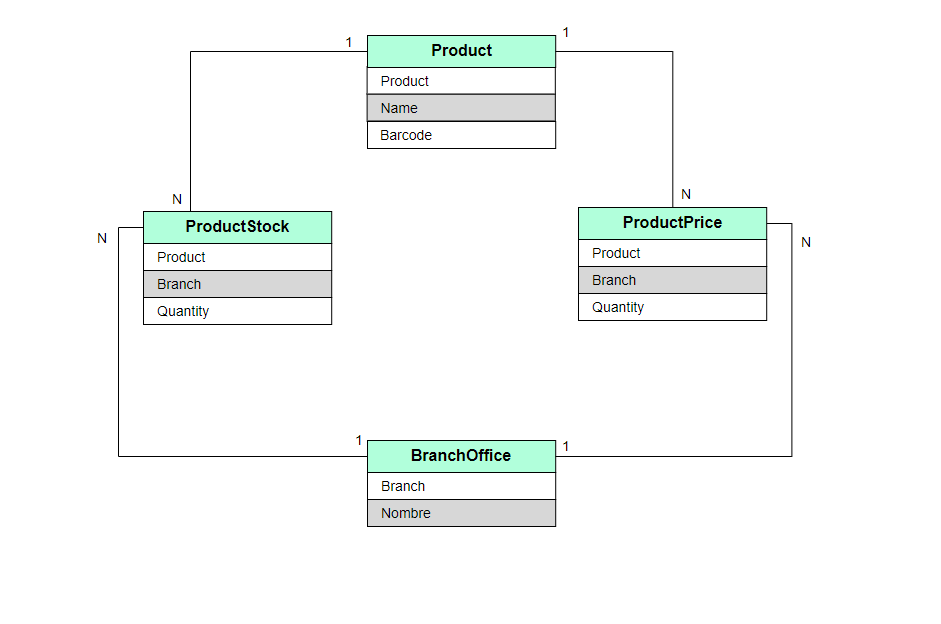 1
Product
1
Product
Name
Barcode
N
N
N
ProductStock
Product
Branch
Quantity
ProductPrice
Product
Branch
Quantity
N
1
BranchOffice
1
Branch
Nombre